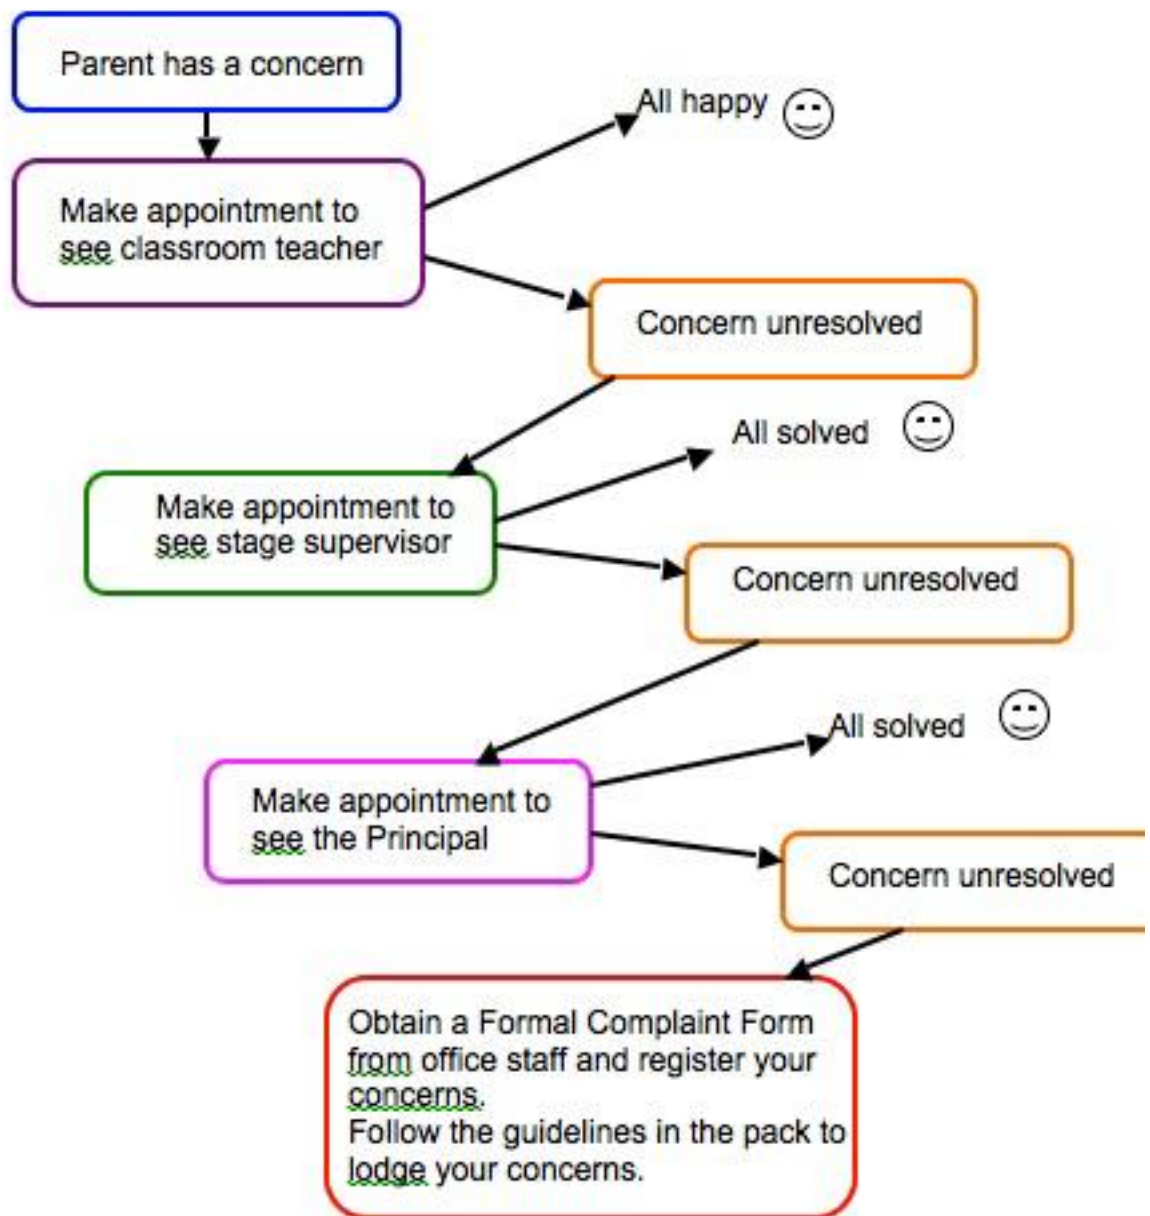 Parent has a concern
All happy
Make appointment to
see classroom teacher
Concern unresolved
All solved
Make appointment to
see stage supervisor
Concern unresolved
All solved
Make appointment to
see the Principal
Concern unresolved
Obtain a Formal Complaint Form
from office staff and register your
concerns.
Follow the guidelines in the pack to
lodge your concerns.